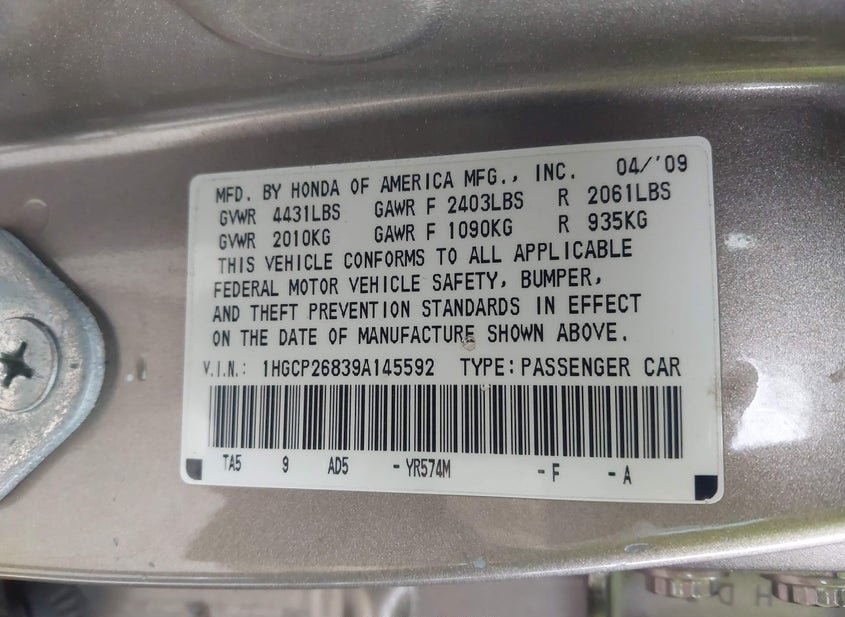 MFD. BY HONDA OF AMERICA MFG., INC. 04/'09
GVWR 4431LBS GAWR F 2403LBS R 2061LBS
GVWR 2010KG GAWR F 1090KG R 935KG
THIS VEHICLE CONFORMS TO ALL APPLICABLE
FEDERAL MOTOR VEHICLE SAFETY, BUMPER,
AND THEFT PREVENTION STANDARDS IN EFFECT
ON THE DATE OF MANUFACTURE SHOWN ABOVE.
V.I.N.: 1HGCP26839A145592 TYPE: PASSENGER CAR
TA5 9 AD5 - YR574M - F - A